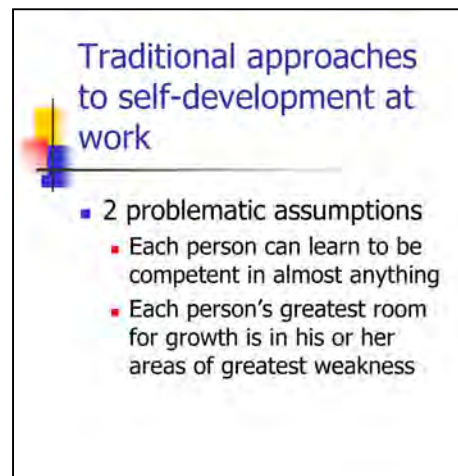 Traditional approaches
to self-development at
work
2 problematic assumptions
Each person can learn to be
competent in almost anything
Each person's greatest room
for growth is in his or her
areas of greatest weakness